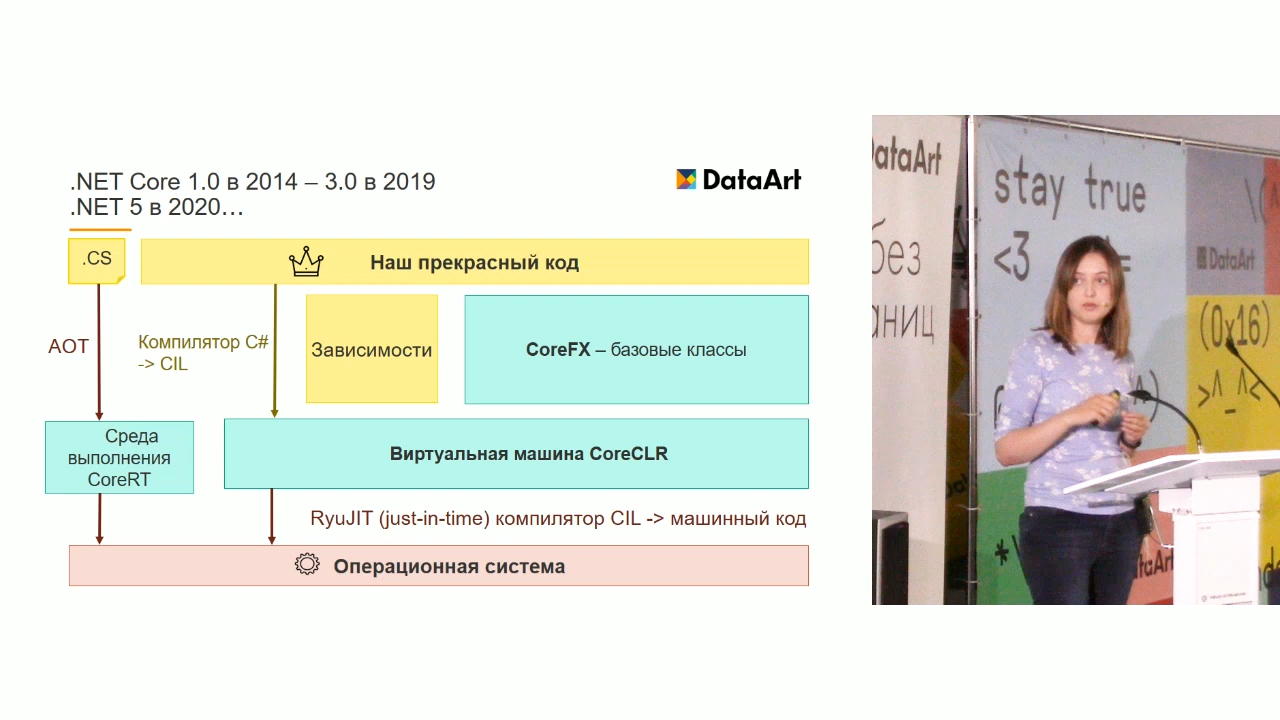 .NET Core 1.0 в 2014 – 3.0 в 2019
.NET 5 в 2020…
DataArt
.CS
Наш прекрасный код
AOT
Компилятор C#
-> CIL
Зависимости
CoreFX – базовые классы
Среда
выполнения
CoreRT
Виртуальная машина CoreCLR
RyuJIT (just-in-time) компилятор CIL -> машинный код
Операционная система
DataArt
без
stay true
<3
DataArt
(0x16)
>^_^<